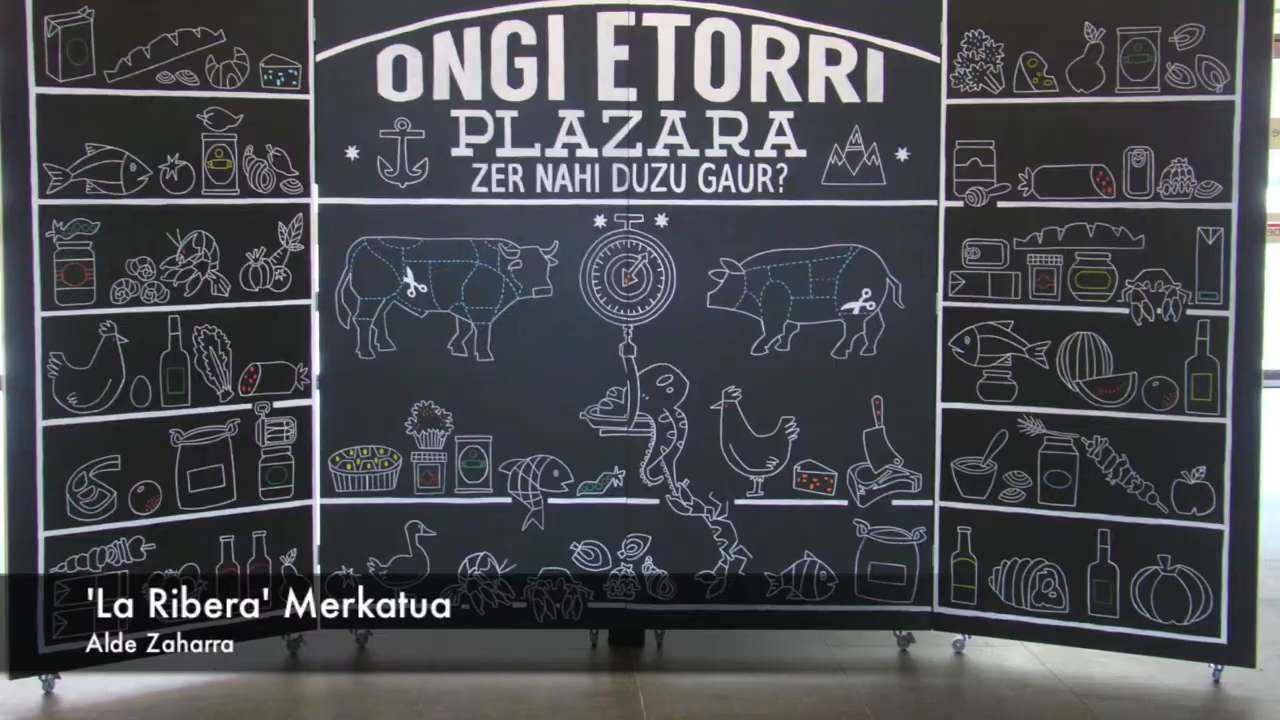 ONGI ETORRI
PLAZARA
ZER NAHI DUZU GAUR?
'La Ribera' Merkatua
Alde Zaharra